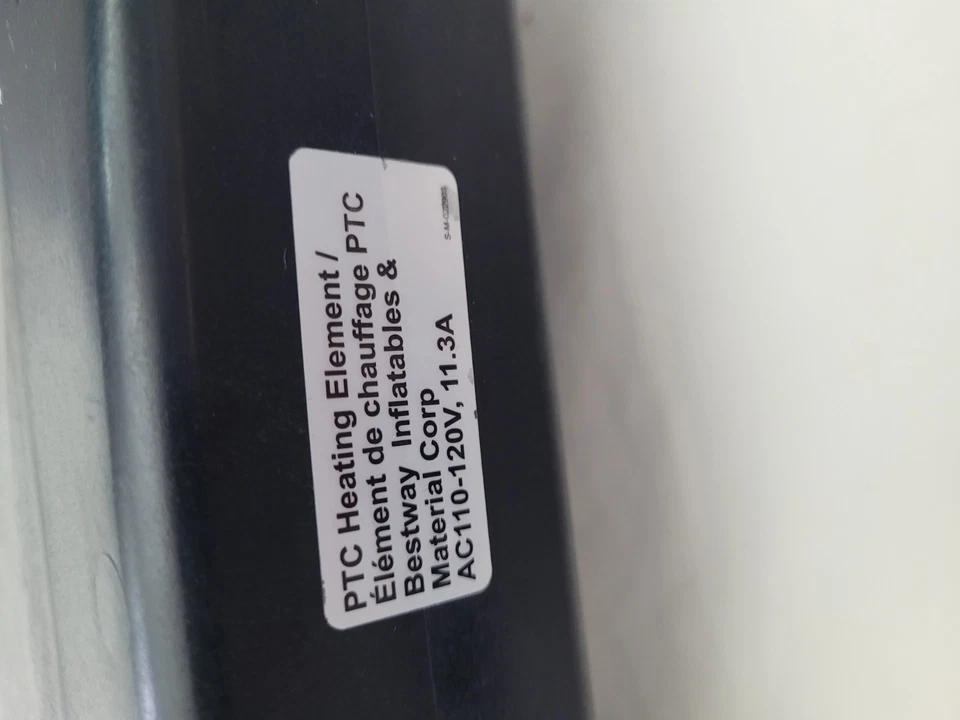 PTC Heating Element /
Élément de chauffage PTC
Bestway Inflatables &
Material Corp
AC110-120V, 11.3A